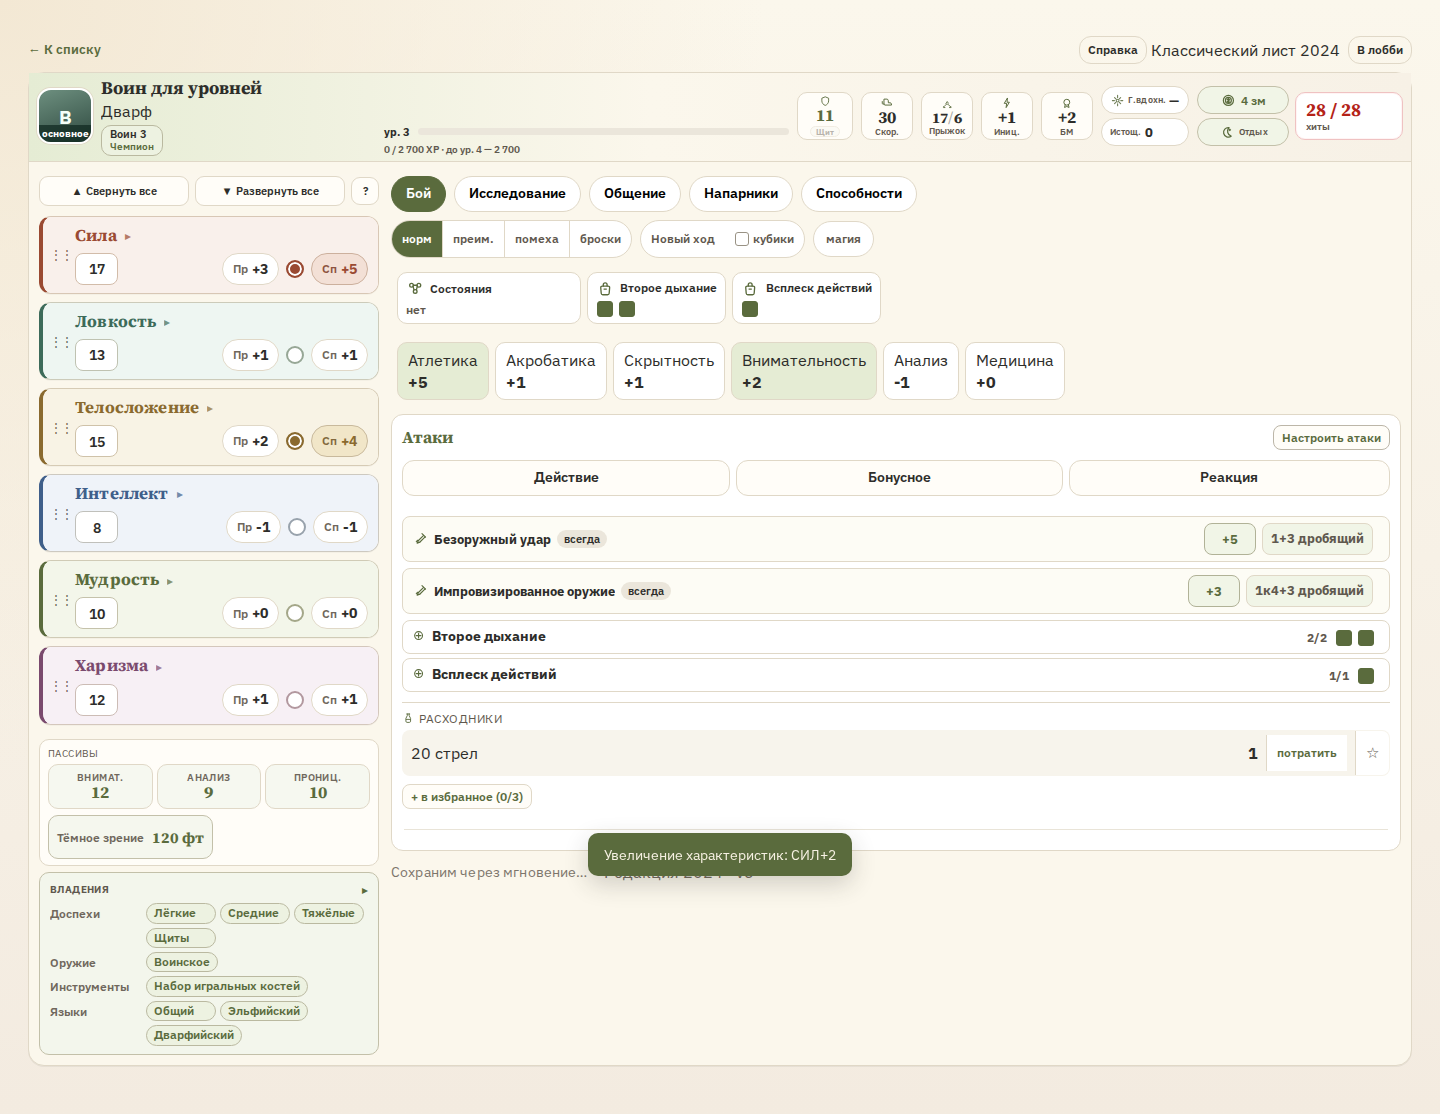 ← К списку
Справка Классический лист 2024 В лобби
В
основное
Воин для уровней
Дварф
Воин 3
Чемпион
ур. 3
0 / 2 700 XP · до ур. 4 — 2 700
11
Щит
30
Скор.
17/6
Прыжок
+1
Иниц.
+2
БМ
Г.вдохн. —
Истощ. 0
4 зм
Отдых
28 / 28
хиты
▲ Свернуть все ▼ Развернуть все ?
Сила ▸
17 Пр +3 Сп +5
Ловкость ▸
13 Пр +1 Сп +1
Телосложение ▸
15 Пр +2 Сп +4
Интеллект ▸
8 Пр -1 Сп -1
Мудрость ▸
10 Пр +0 Сп +0
Харизма ▸
12 Пр +1 Сп +1
ПАССИВЫ
ВНИМАТ. АНАЛИЗ ПРОНИЦ.
12 9 10
Тёмное зрение 120 фт
ВЛАДЕНИЯ ▸
Доспехи Лёгкие Средние Тяжёлые
Щиты
Оружие Воинское
Инструменты Набор игральных костей
Языки Общий Эльфийский
Дварфийский
Бой Исследование Общение Напарники Способности
норм преим. помеха броски Новый ход кубики магия
Состояния
нет
Второе дыхание
Всплеск действий
Атлетика Акробатика Скрытность Внимательность Анализ Медицина
+5 +1 +1 +2 -1 +0
Атаки Настроить атаки
Действие Бонусное Реакция
Безоружный удар всегда +5 1+3 дробящий
Импровизированное оружие всегда +3 1к4+3 дробящий
Второе дыхание 2/2
Всплеск действий 1/1
РАСХОДНИКИ
20 стрел 1 потратить ☆
+ в избранное (0/3)
Увеличение характеристик: СИЛ+2
Сохраним через мгновение...